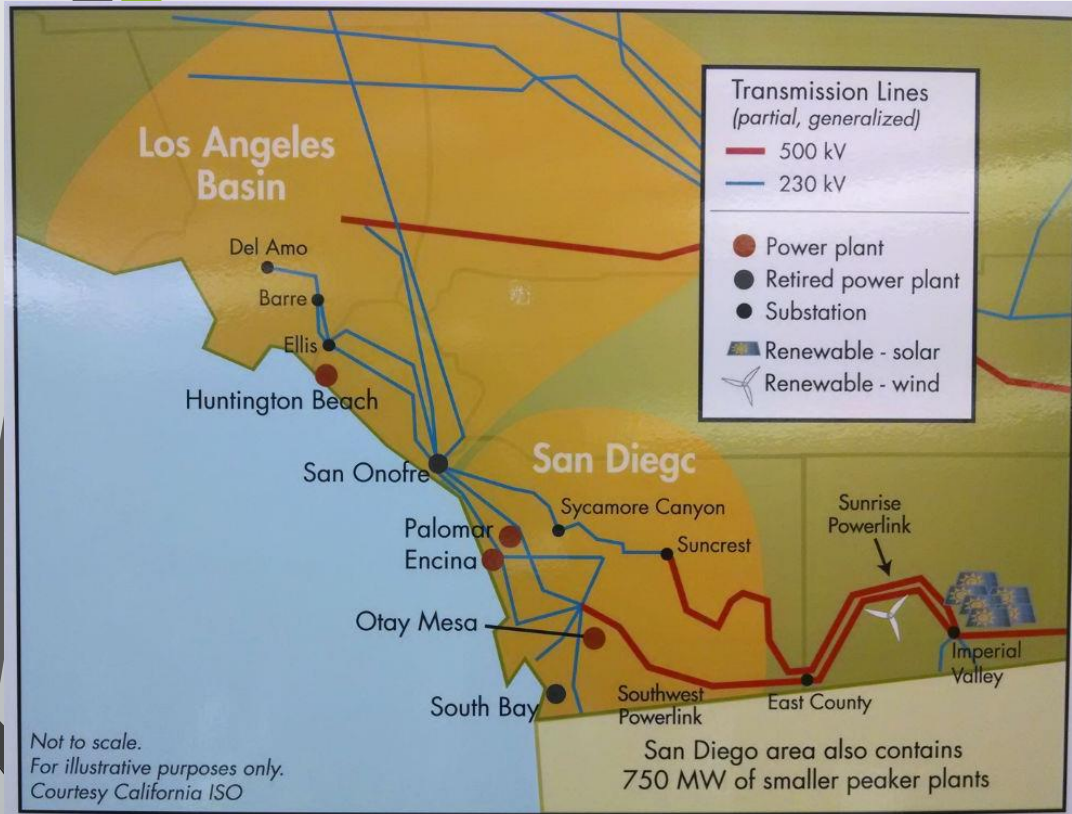 Transmission Lines
(partial, generalized)
500 kV
230 kV
Power plant
Retired power plant
Substation
Renewable - solar
Renewable - wind
Los Angeles
Basin
Del Amo
Barre
Ellis
Huntington Beach
San Onofre
San Diego
Sycamore Canyon
Suncrest
Palomar
Encina
Otay Mesa
South Bay
Sunrise
Powerlink
Imperial
Valley
East County
Southwest
Powerlink
Not to scale.
For illustrative purposes only.
Courtesy California ISO
San Diego area also contains
750 MW of smaller peaker plants